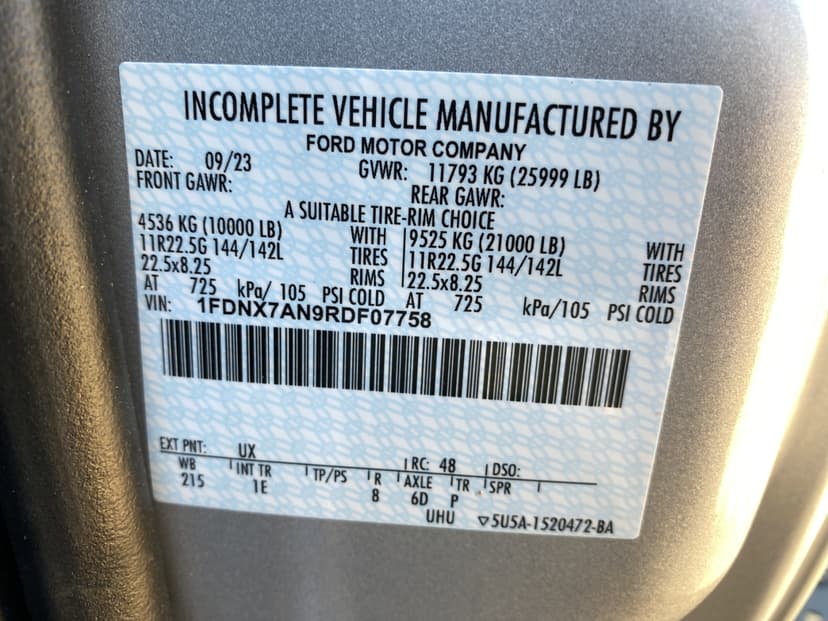 INCOMPLETE VEHICLE MANUFACTURED BY
FORD MOTOR COMPANY
DATE: 09/23 GVWR: 11793 KG (25999 LB)
FRONT GAWR: REAR GAWR:
A SUITABLE TIRE-RIM CHOICE
4536 KG (10000 LB) WITH 9525 KG (21000 LB) WITH
11R22.5G 144/142L TIRES 11R22.5G 144/142L TIRES
22.5x8.25 RIMS 22.5x8.25 RIMS
AT 725 kPa/ 105 PSI COLD AT 725 kPa/105 PSI COLD
VIN: 1FDNX7AN9RDF07758
EXT PNT: UX RC: 48 DSO:
WB INT TR TP/PS R AXLE TR SPR
215 1E 8 6D P
UHU ▽5U5A-1520472-BA